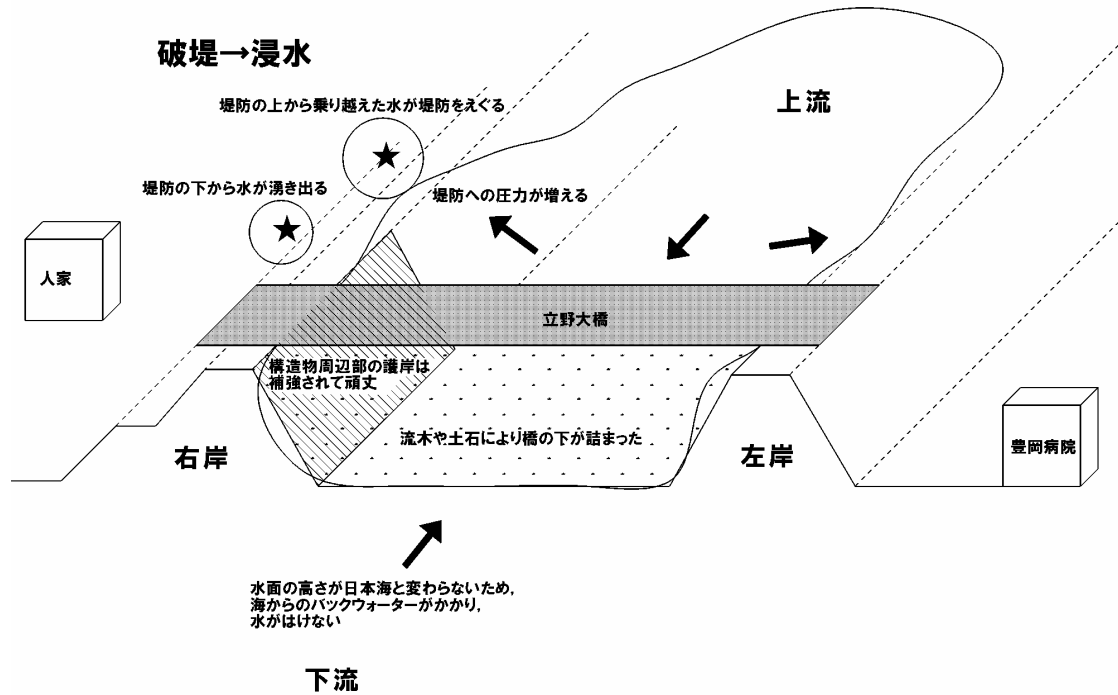 破堤→浸水
堤防の上から乗り越えた水が堤防をえぐる
上流
堤防の下から水が湧き出る
堤防への圧力が増える
人家
立野大橋
構造物周辺部の護岸は
補強されて頑丈
流木や土石により橋の下が詰まった
右岸
左岸
豊岡病院
水面の高さが日本海と変わらないため,
海からのバックウォーターがかかり,
水がはけない
下流